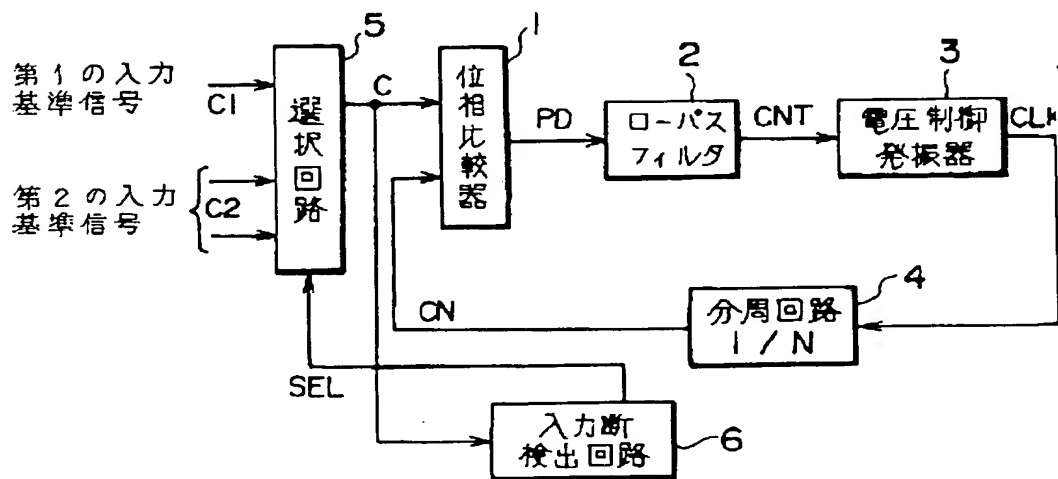 5
1
2
3
第1の入力
基準信号
C1
第2の入力
基準信号
C2
選択回路
C
位相比較器
PD
ローパス
フィルタ
CNT
電圧制御
発振器
CLK
4
分周回路
1/N
CN
SEL
入力断
検出回路
6